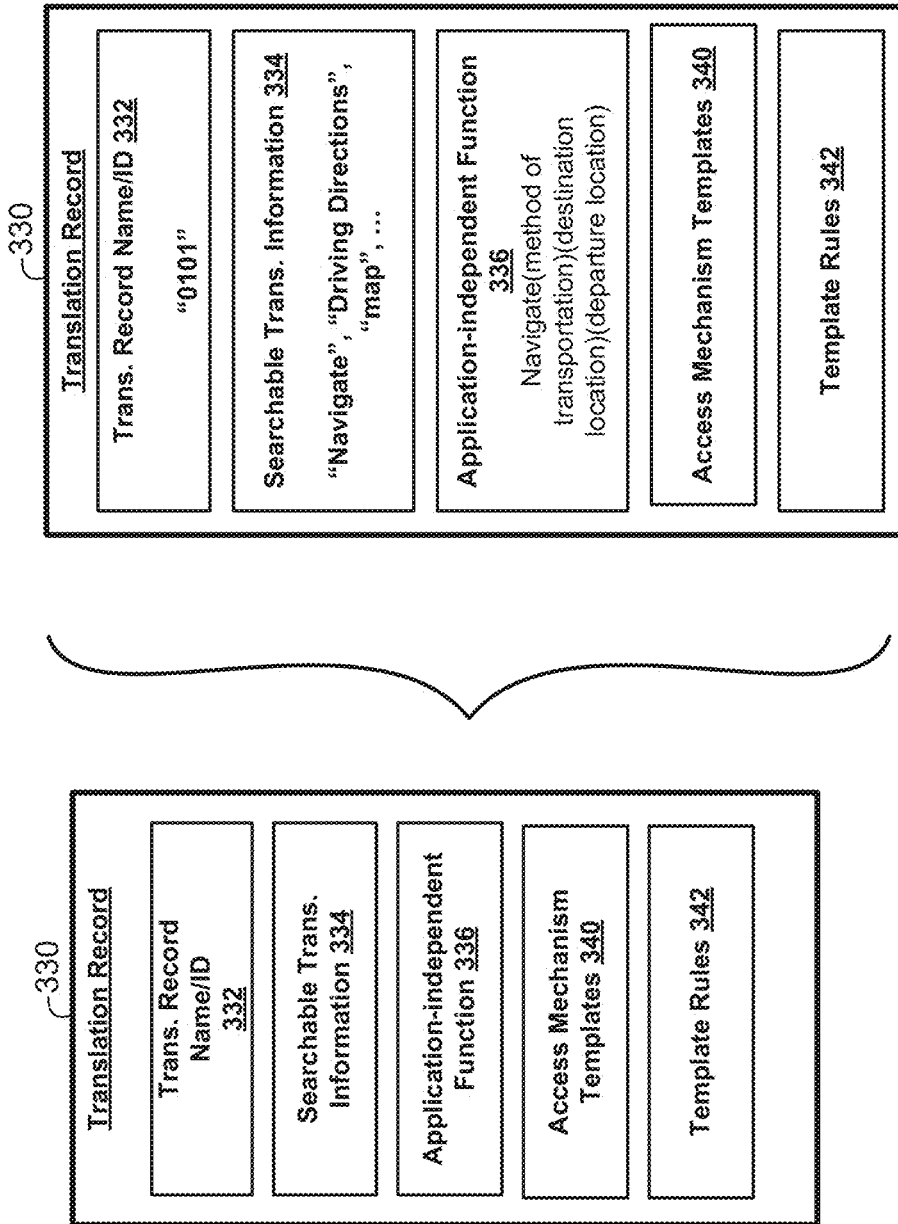 330
Translation Record
Trans. Record
Name/ID
332
Searchable Trans.
Information 334
Application-independent
Function 336
Access Mechanism
Templates 340
Template Rules 342
330
Translation Record
Trans. Record Name/ID 332
“0101”
Searchable Trans. Information 334
“Navigate”, “Driving Directions”,
“map”, ...
Application-independent Function
336
Navigate(method of
transportation)(destination
location)(departure location)
Access Mechanism Templates 340
Template Rules 342